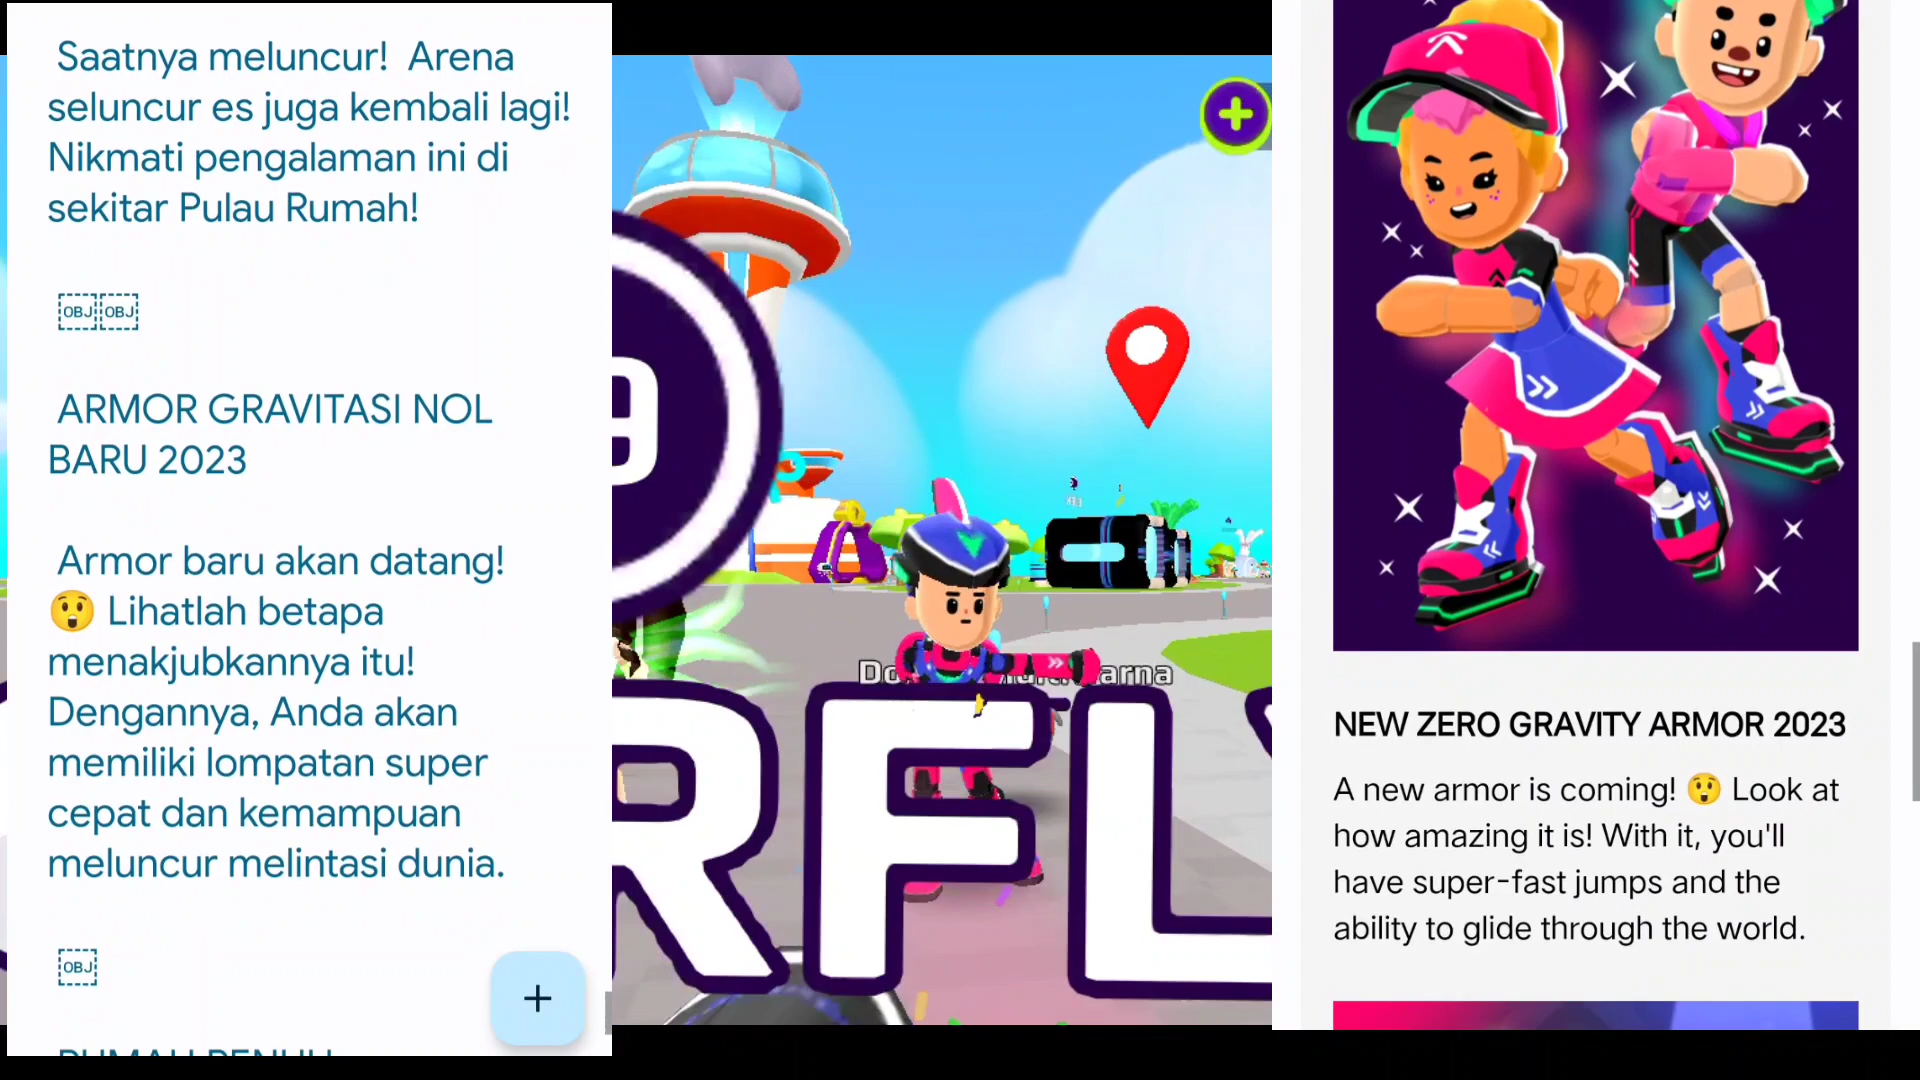 Saatnya meluncur! Arena
seluncur es juga kembali lagi!
Nikmati pengalaman ini di
sekitar Pulau Rumah!
OBJ OBJ
ARMOR GRAVITASI NOL
BARU 2023
Armor baru akan datang!
😲 Lihatlah betapa
menakjubkannya itu!
Dengannya, Anda akan
memiliki lompatan super
cepat dan kemampuan
meluncur melintasi dunia.
OBJ
+
9
RFL
NEW ZERO GRAVITY ARMOR 2023
A new armor is coming! 😲 Look at
how amazing it is! With it, you'll
have super-fast jumps and the
ability to glide through the world.